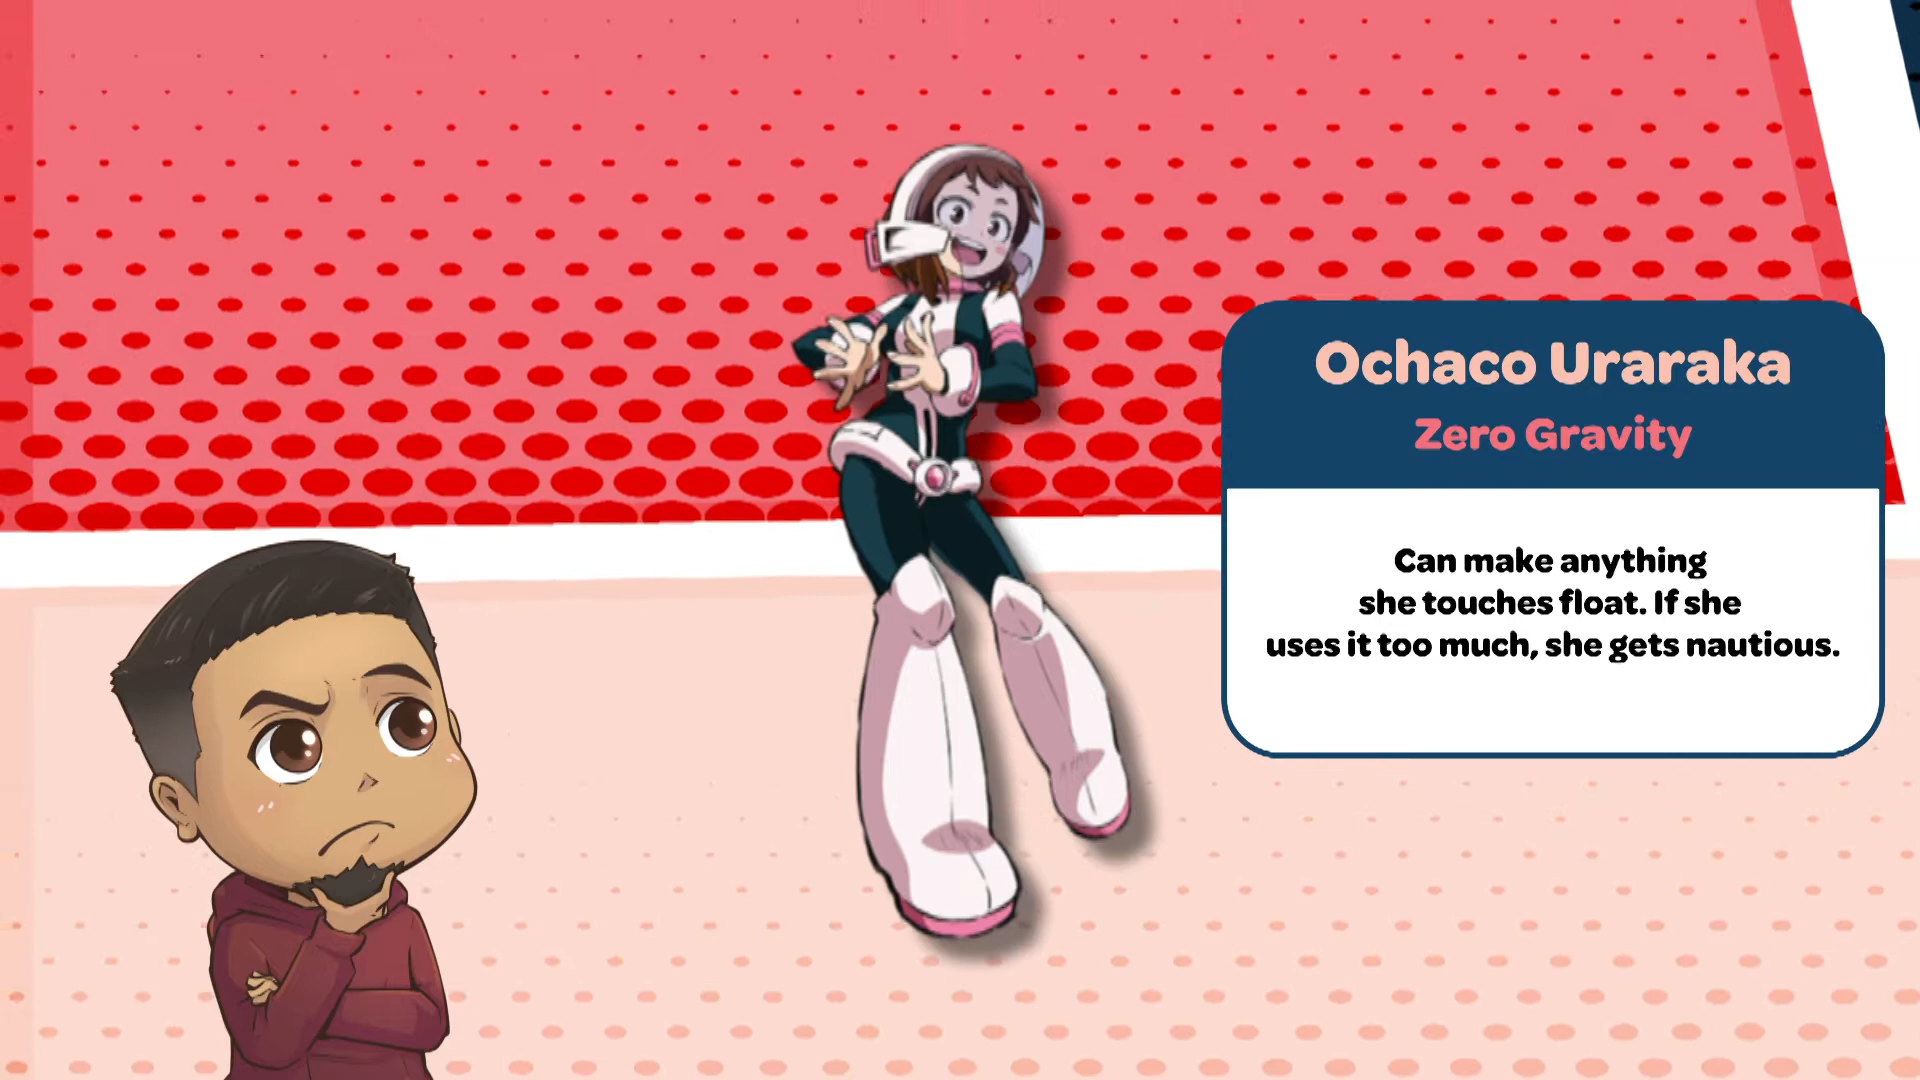 Ochaco Uraraka
Zero Gravity
Can make anything
she touches float. If she
uses it too much, she gets nautious.